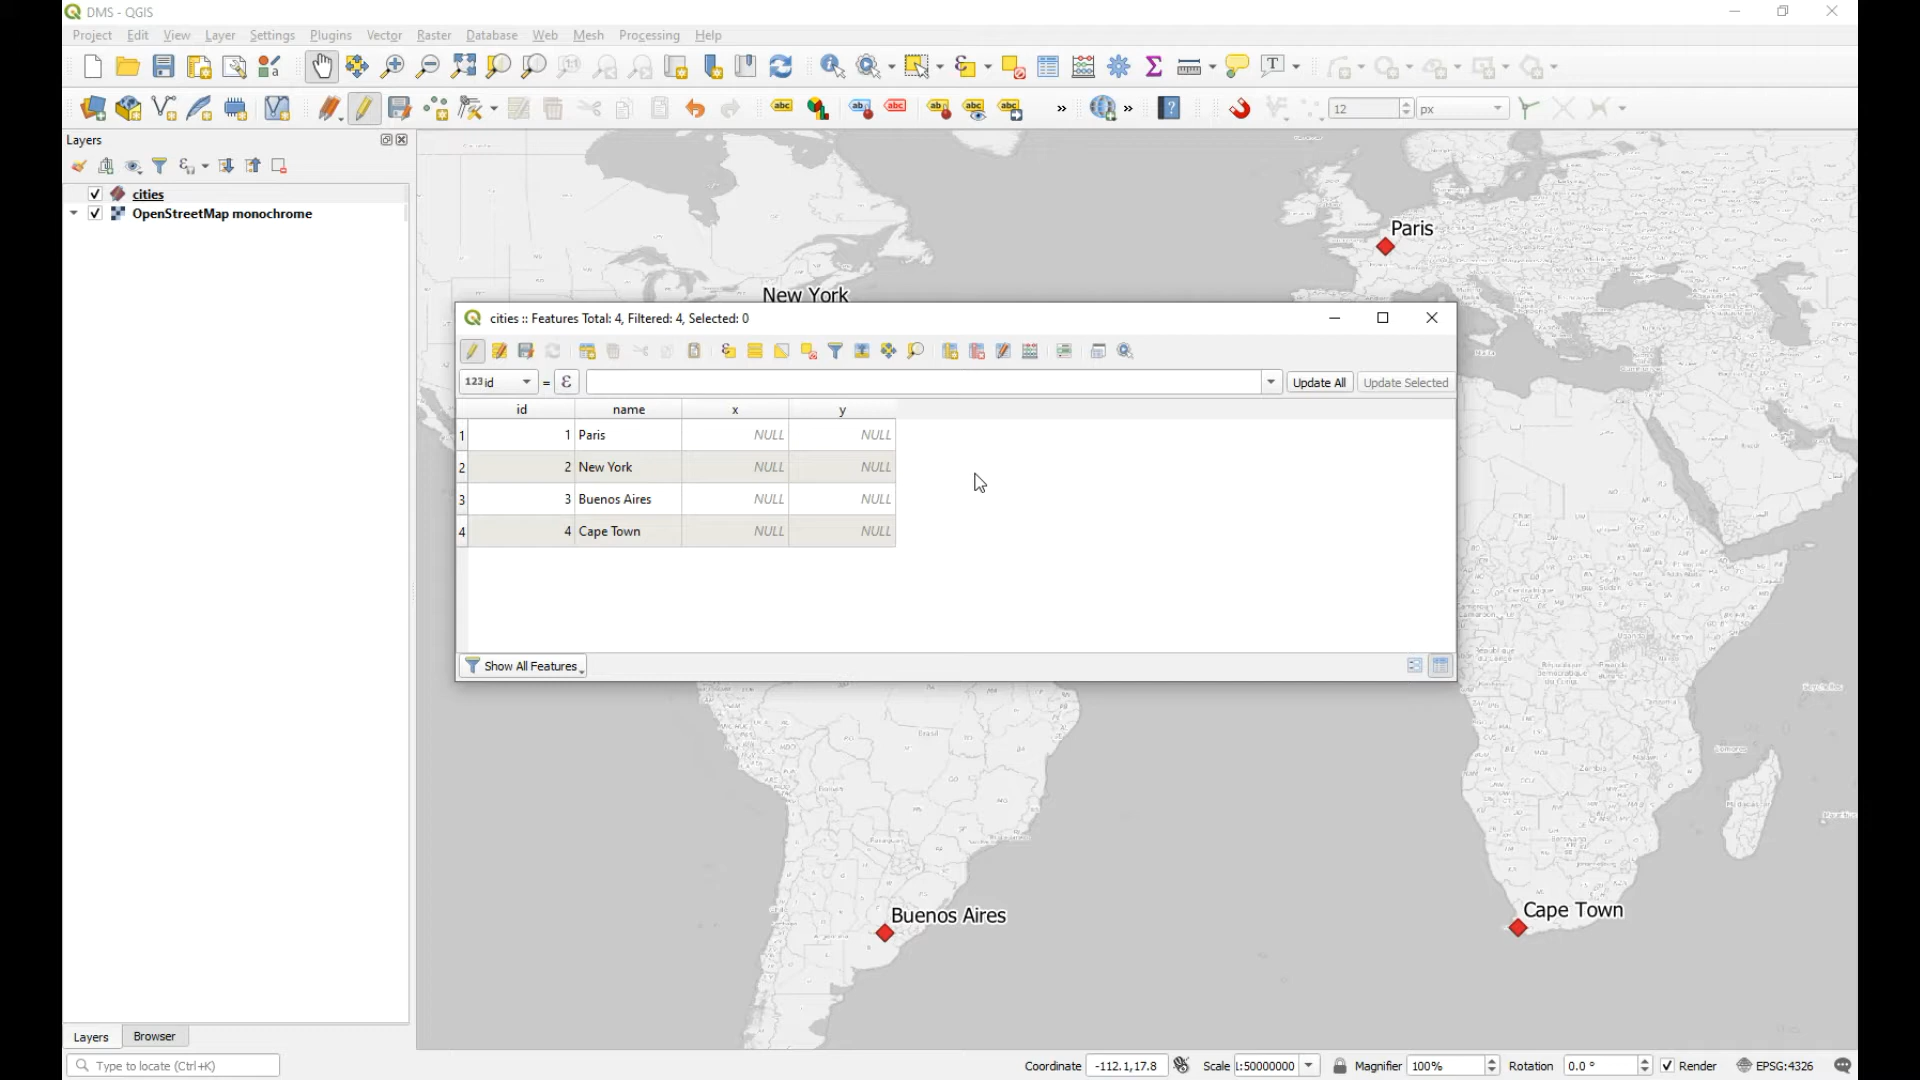 DMS - QGIS
Project Edit View Layer Settings Plugins Vector Raster Database Web Mesh Processing Help
12 px
Layers
cities
OpenStreetMap monochrome
Paris
New York
cities :: Features Total: 4, Filtered: 4, Selected: 0
123 id = ε Update All Update Selected
id name x y
1 1 Paris NULL NULL
2 2 New York NULL NULL
3 3 Buenos Aires NULL NULL
4 4 Cape Town NULL NULL
Show All Features
Buenos Aires
Cape Town
Layers Browser
Type to locate (Ctrl+K) Coordinate -112.1,17.8 Scale 1:50000000 Magnifier 100% Rotation 0.0 ° Render EPSG:4326